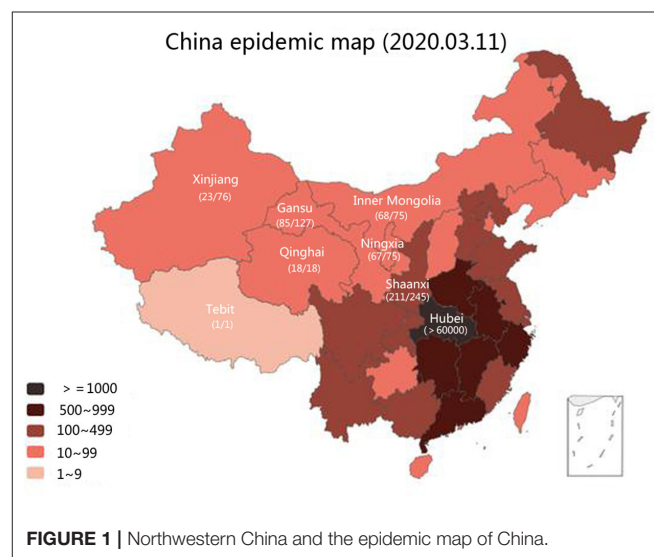 China epidemic map (2020.03.11)
Xinjiang
(23/76)
Gansu
(85/127)
Inner Mongolia
(68/75)
Qinghai
(18/18)
Ningxia
(67/75)
Shaanxi
(211/245)
Tebit
(1/1)
Hubei
(> 60000)
> = 1000
500~999
100~499
10~99
1~9
FIGURE 1 | Northwestern China and the epidemic map of China.